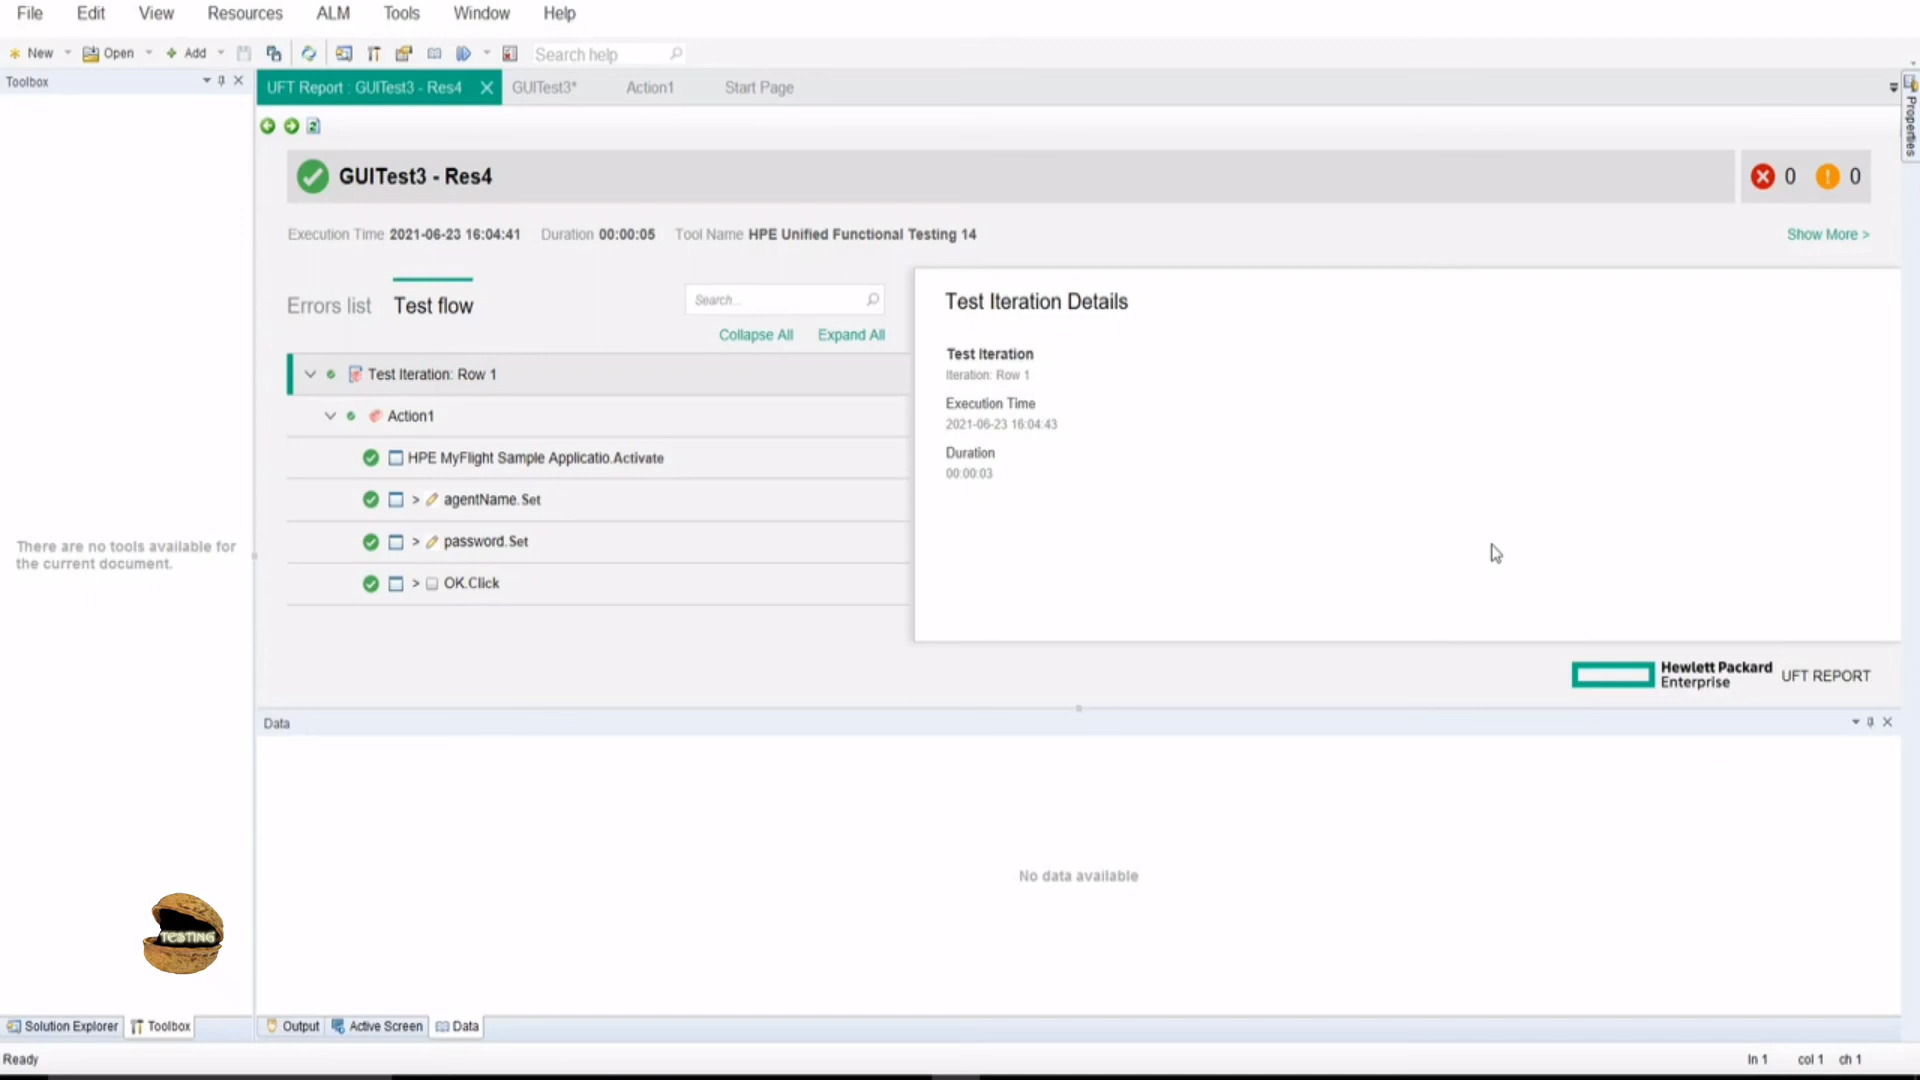 File Edit View Resources ALM Tools Window Help
New Open Add Search help
Toolbox
UFT Report : GUITest3 - Res4 GUITest3* Action1 Start Page
Properties
GUITest3 - Res4 0 0
Execution Time 2021-06-23 16:04:41 Duration 00:00:05 Tool Name HPE Unified Functional Testing 14 Show More >
Errors list Test flow Search...
Collapse All Expand All
Test Iteration: Row 1
Action1
HPE MyFlight Sample Applicatio.Activate
> agentName.Set
> password.Set
> OK.Click
Test Iteration Details
Test Iteration
Iteration: Row 1
Execution Time
2021-06-23 16:04:43
Duration
00:00:03
There are no tools available for
the current document.
Hewlett Packard
Enterprise
UFT REPORT
Data
No data available
TESTING
Solution Explorer Toolbox Output Active Screen Data
Ready ln 1 col 1 ch 1